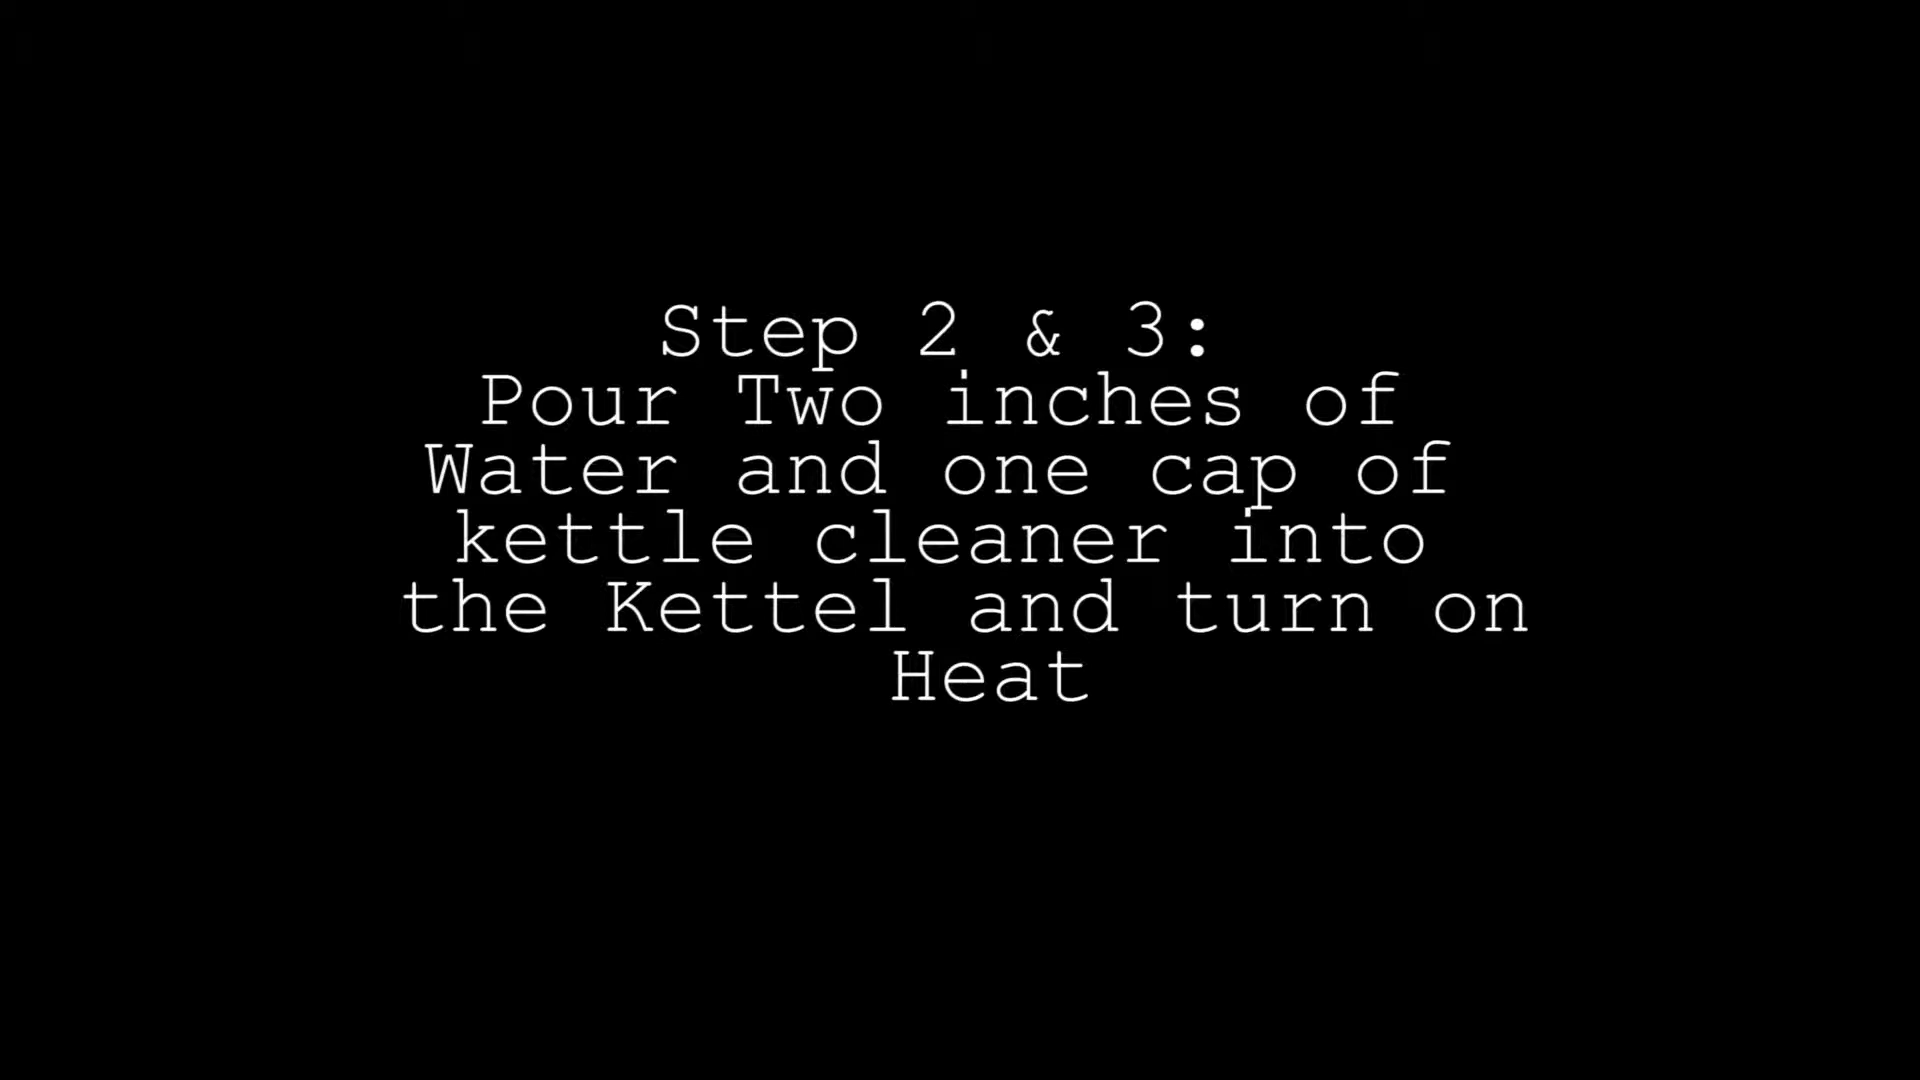 Step 2 & 3:
Pour Two inches of
Water and one cap of
kettle cleaner into
the Kettel and turn on
Heat